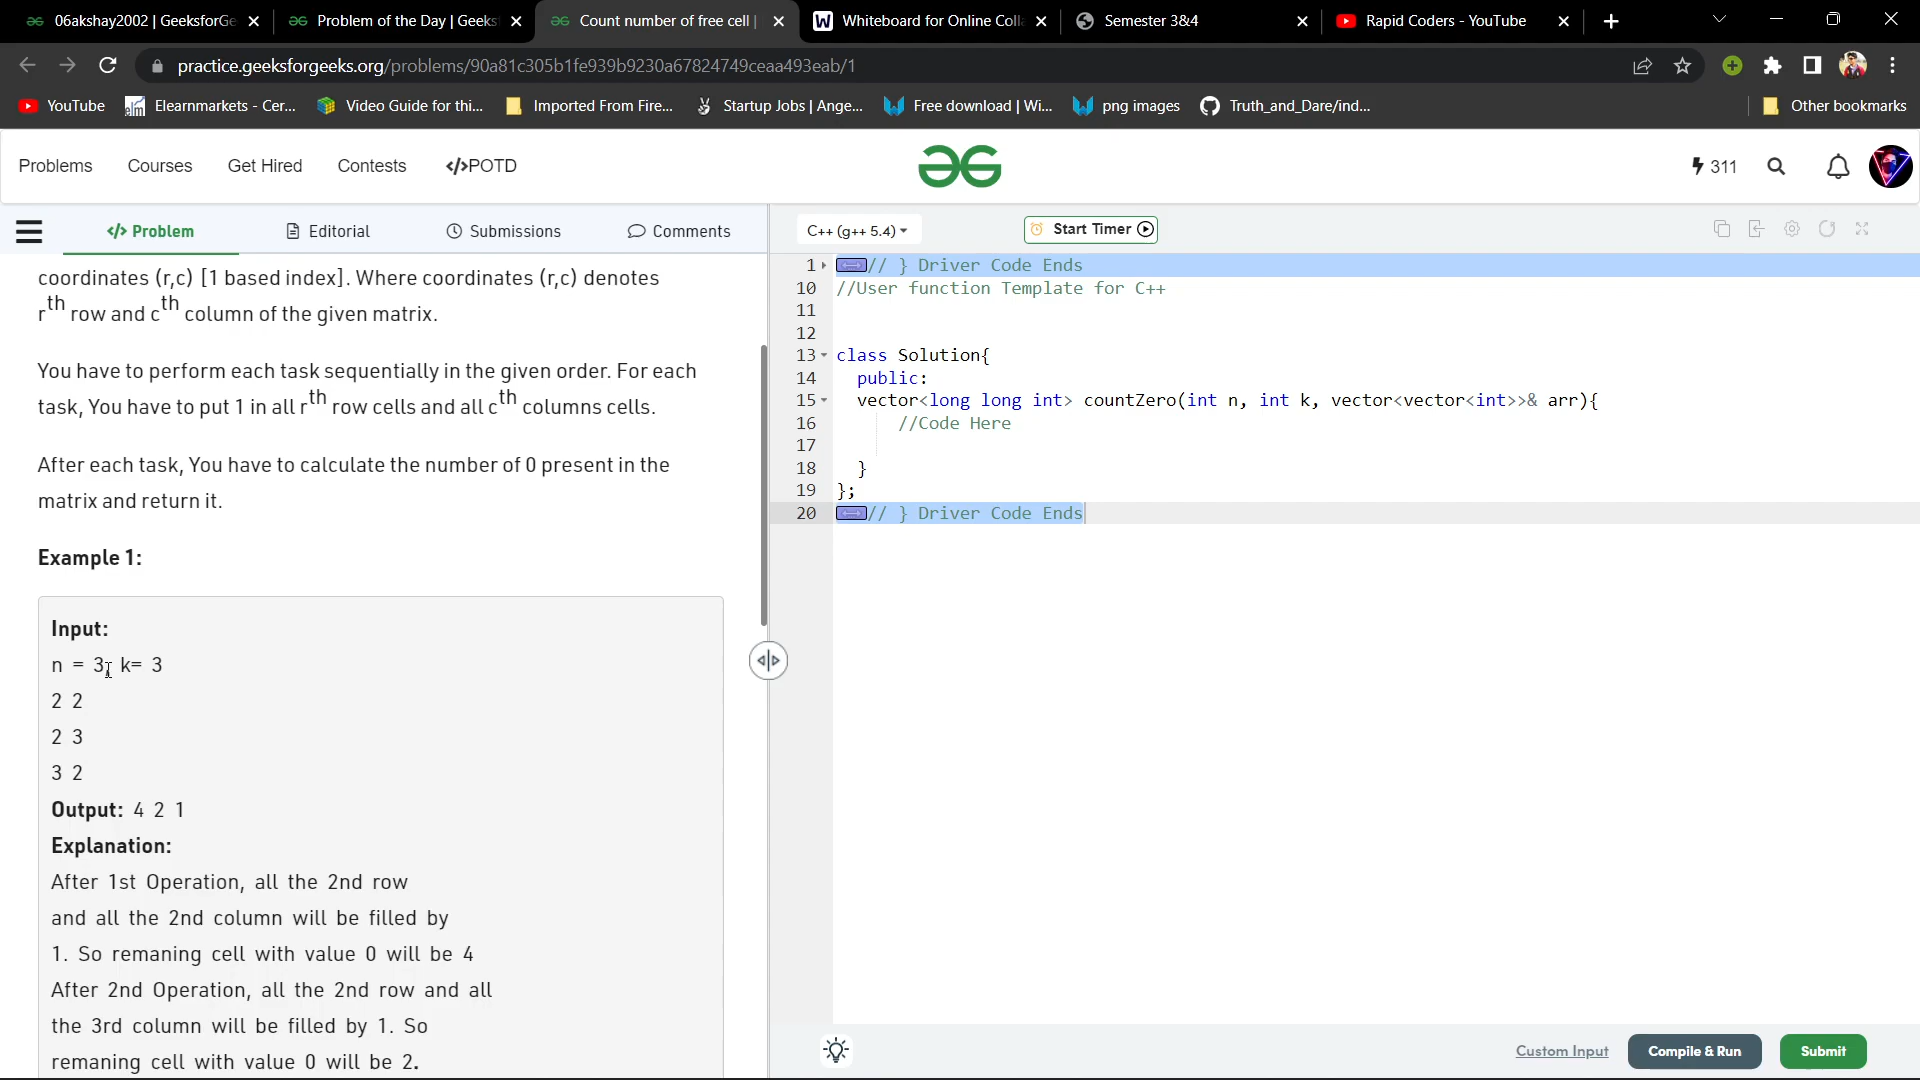 06akshay2002 | GeeksforGe
Problem of the Day | Geeks
Count number of free cell |
Whiteboard for Online Colla
Semester 3&4
Rapid Coders - YouTube
practice.geeksforgeeks.org/problems/90a81c305b1fe939b9230a67824749ceaa493eab/1
YouTube
Elearnmarkets - Cer...
Video Guide for thi...
Imported From Fire...
Startup Jobs | Ange...
Free download | Wi...
png images
Truth_and_Dare/ind...
Other bookmarks
Problems
Courses
Get Hired
Contests
</>POTD
311
</> Problem
Editorial
Submissions
Comments
C++ (g++ 5.4)
Start Timer
coordinates (r,c) [1 based index]. Where coordinates (r,c) denotes
rth row and cth column of the given matrix.
You have to perform each task sequentially in the given order. For each
task, You have to put 1 in all rth row cells and all cth columns cells.
After each task, You have to calculate the number of 0 present in the
matrix and return it.
Example 1:
Input:
n = 3, k= 3
2 2
2 3
3 2
Output: 4 2 1
Explanation:
After 1st Operation, all the 2nd row
and all the 2nd column will be filled by
1. So remaning cell with value 0 will be 4
After 2nd Operation, all the 2nd row and all
the 3rd column will be filled by 1. So
remaning cell with value 0 will be 2.
1 // } Driver Code Ends
10 //User function Template for C++
11
12
13 class Solution{
14 public:
15 vector<long long int> countZero(int n, int k, vector<vector<int>>& arr){
16 //Code Here
17
18 }
19 };
20 // } Driver Code Ends
Custom Input
Compile & Run
Submit